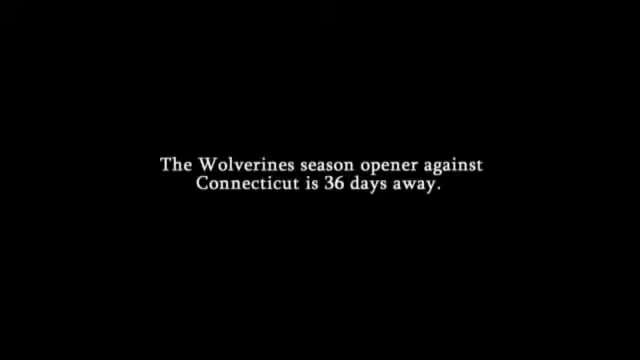 The Wolverines season opener against
Connecticut is 36 days away.